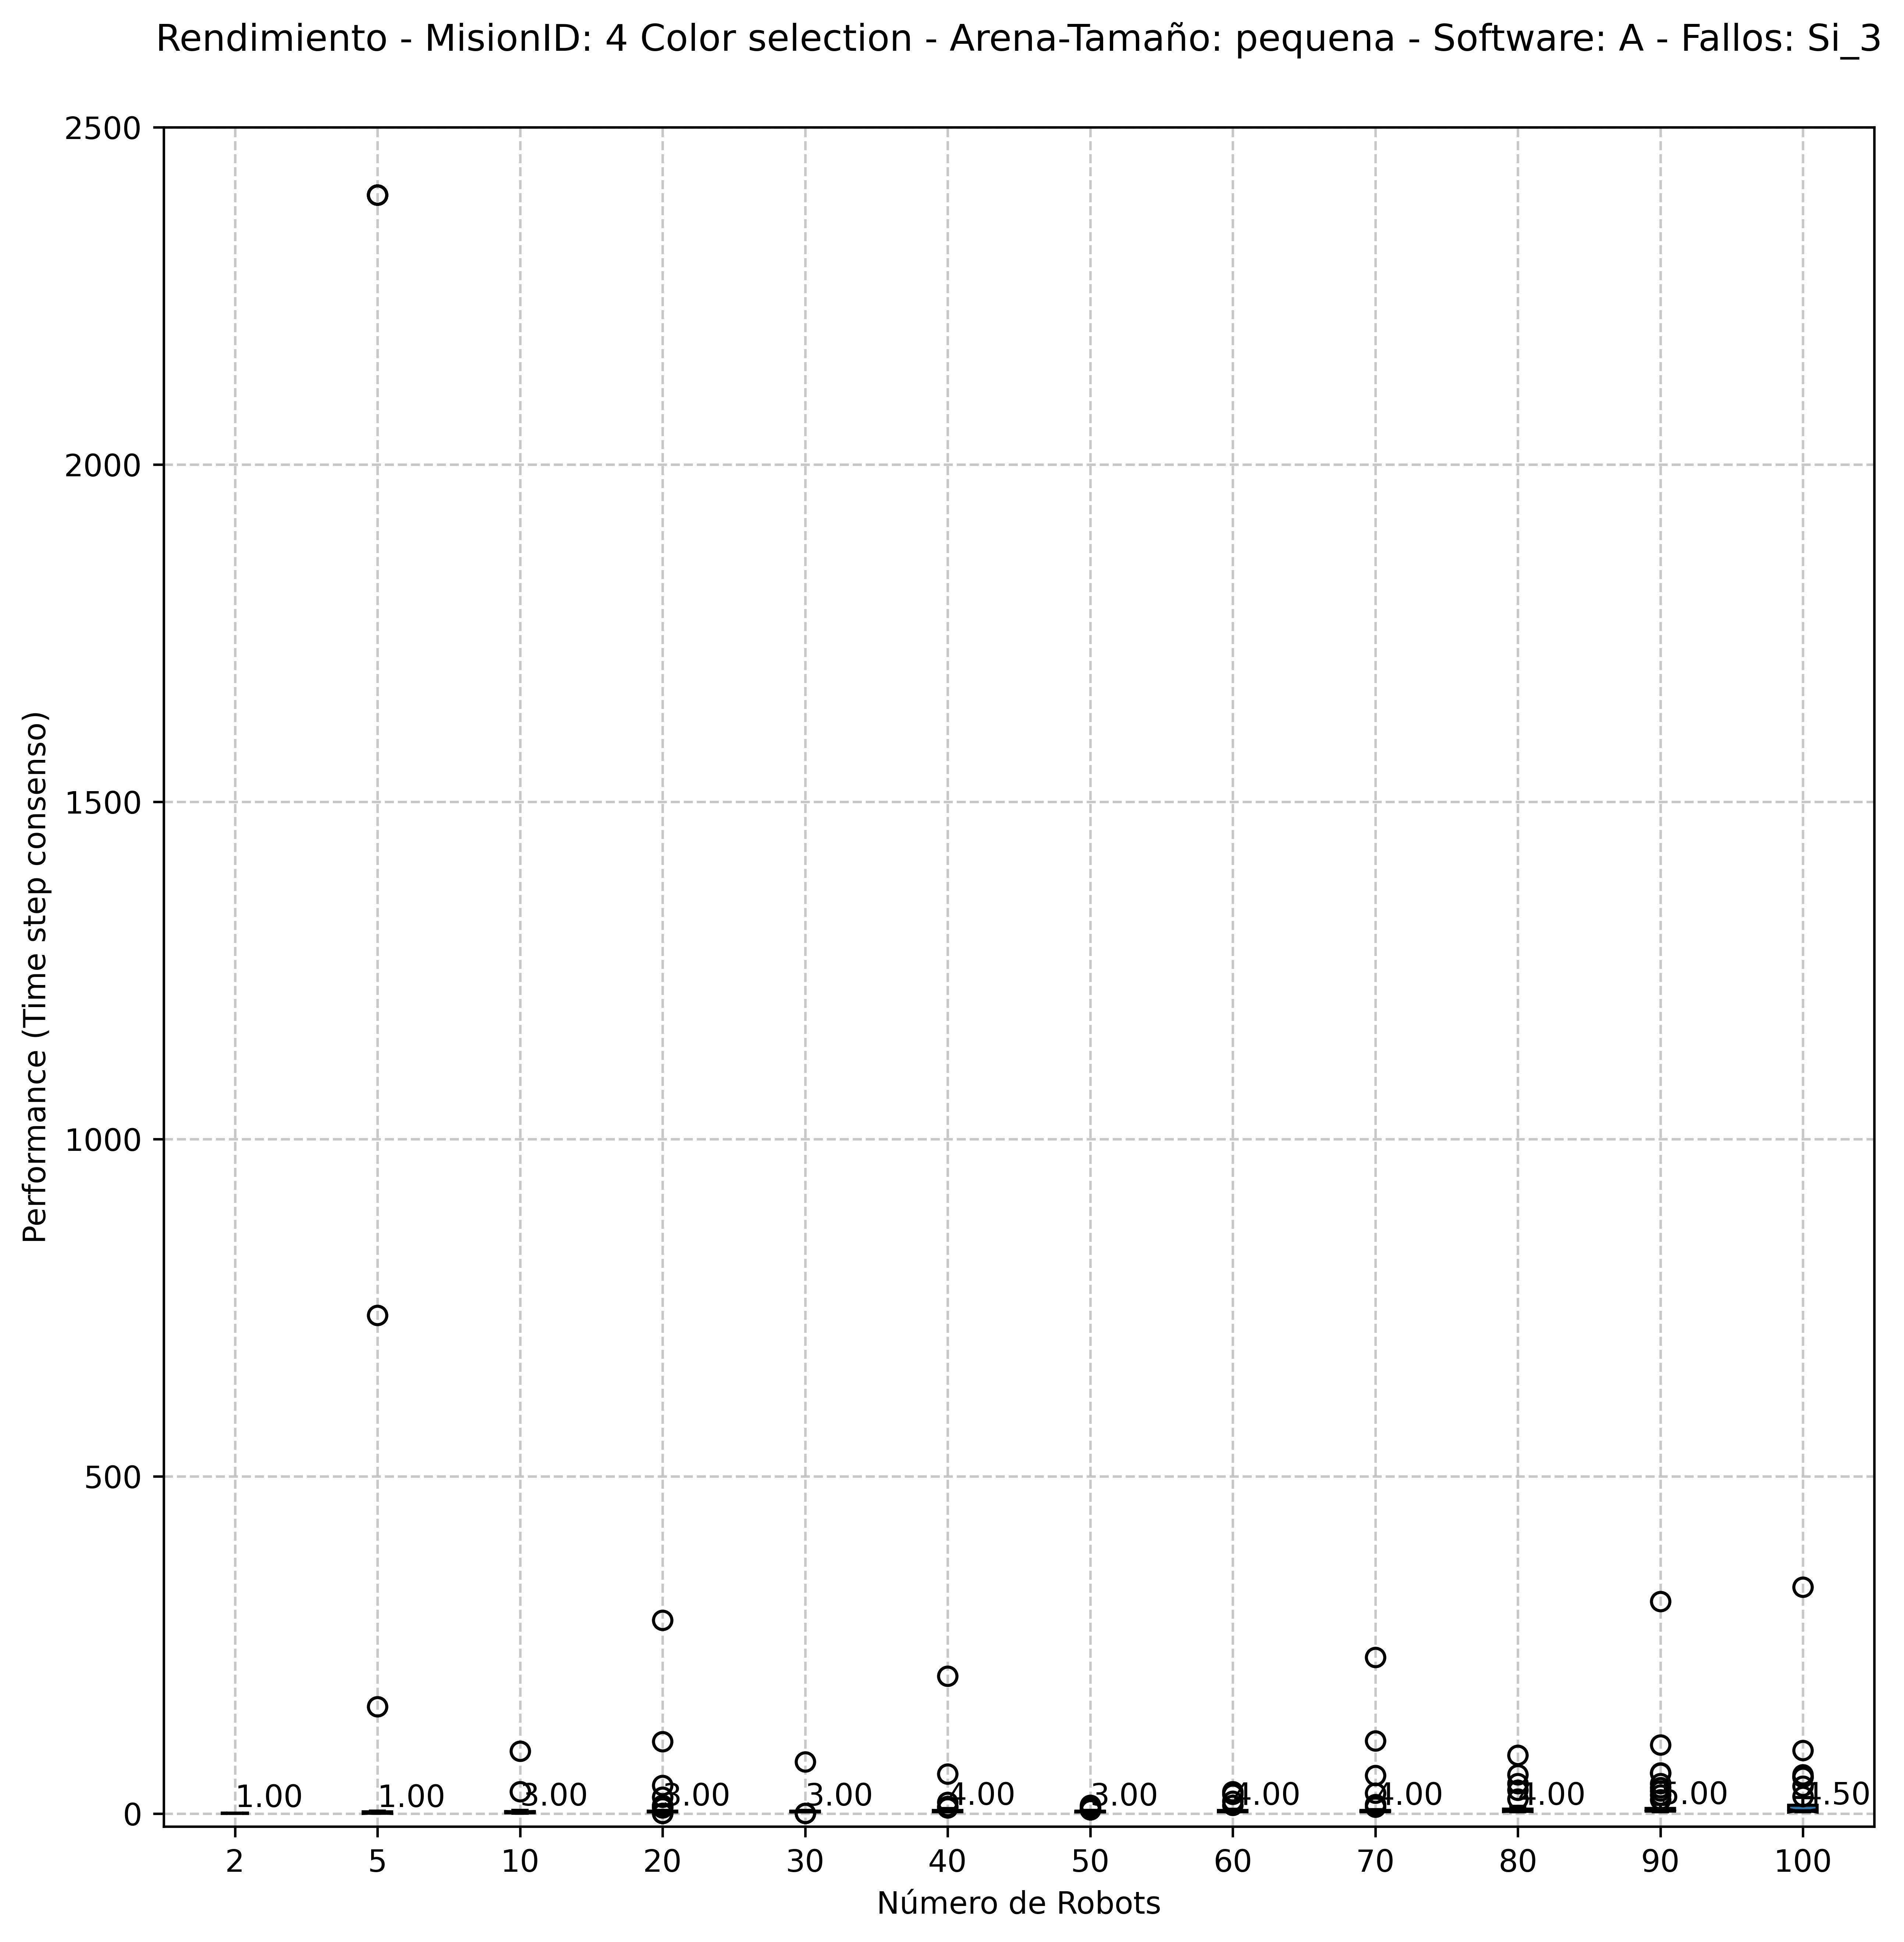 Rendimiento - MisionID: 4 Color selection - Arena-Tamaño: pequena - Software: A - Fallos: Si_3
Performance (Time step consenso)
2500
2000
1500
1000
500
0
1.00 1.00 3.00 3.00 3.00 4.00 3.00 4.00 4.00 4.00 5.00 4.50
2 5 10 20 30 40 50 60 70 80 90 100
Número de Robots